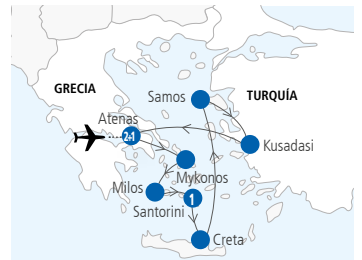 GRECIA
TURQUÍA
Samos
Atenas
2+1
Kusadasi
Mykonos
Milos
1
Santorini
Creta